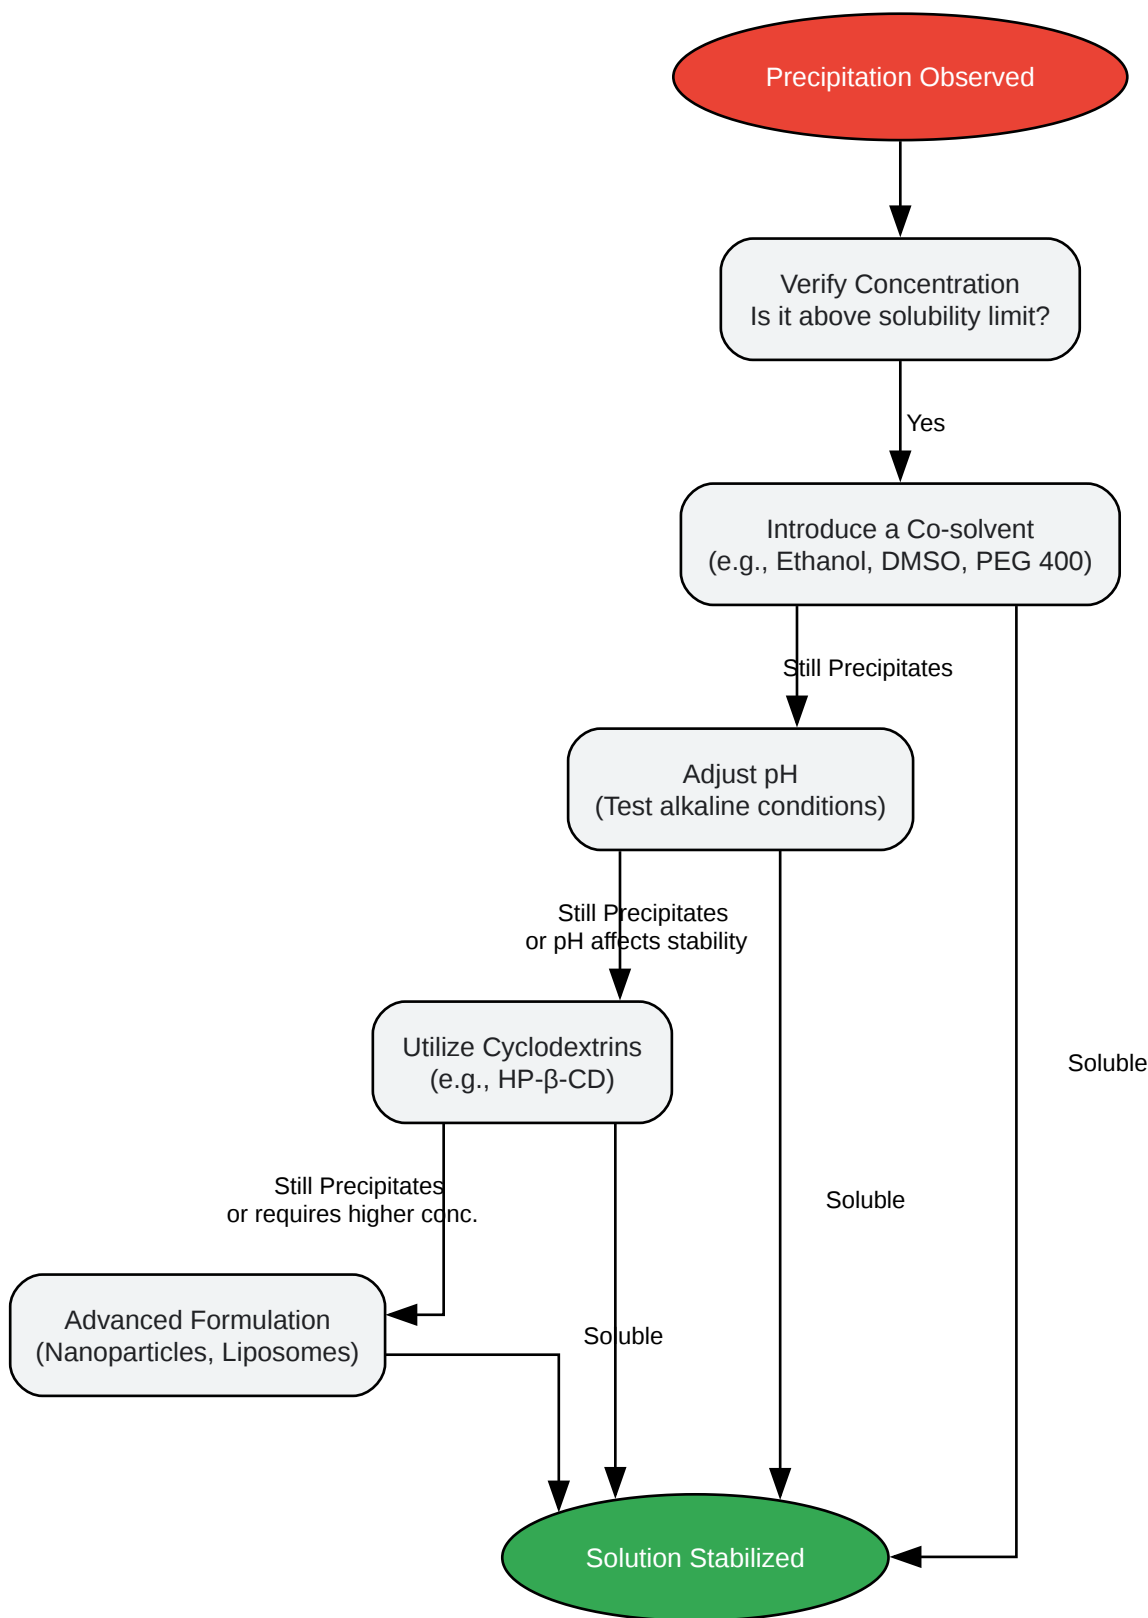 Precipitation Observed
Verify Concentration
Is it above solubility limit?
Yes
Introduce a Co-solvent
(e.g., Ethanol, DMSO, PEG 400)
Still Precipitates
Adjust pH
(Test alkaline conditions)
Still Precipitates
or pH affects stability
Utilize Cyclodextrins
(e.g., HP-β-CD)
Soluble
Still Precipitates
or requires higher conc.
Soluble
Advanced Formulation
(Nanoparticles, Liposomes)
Soluble
Solution Stabilized